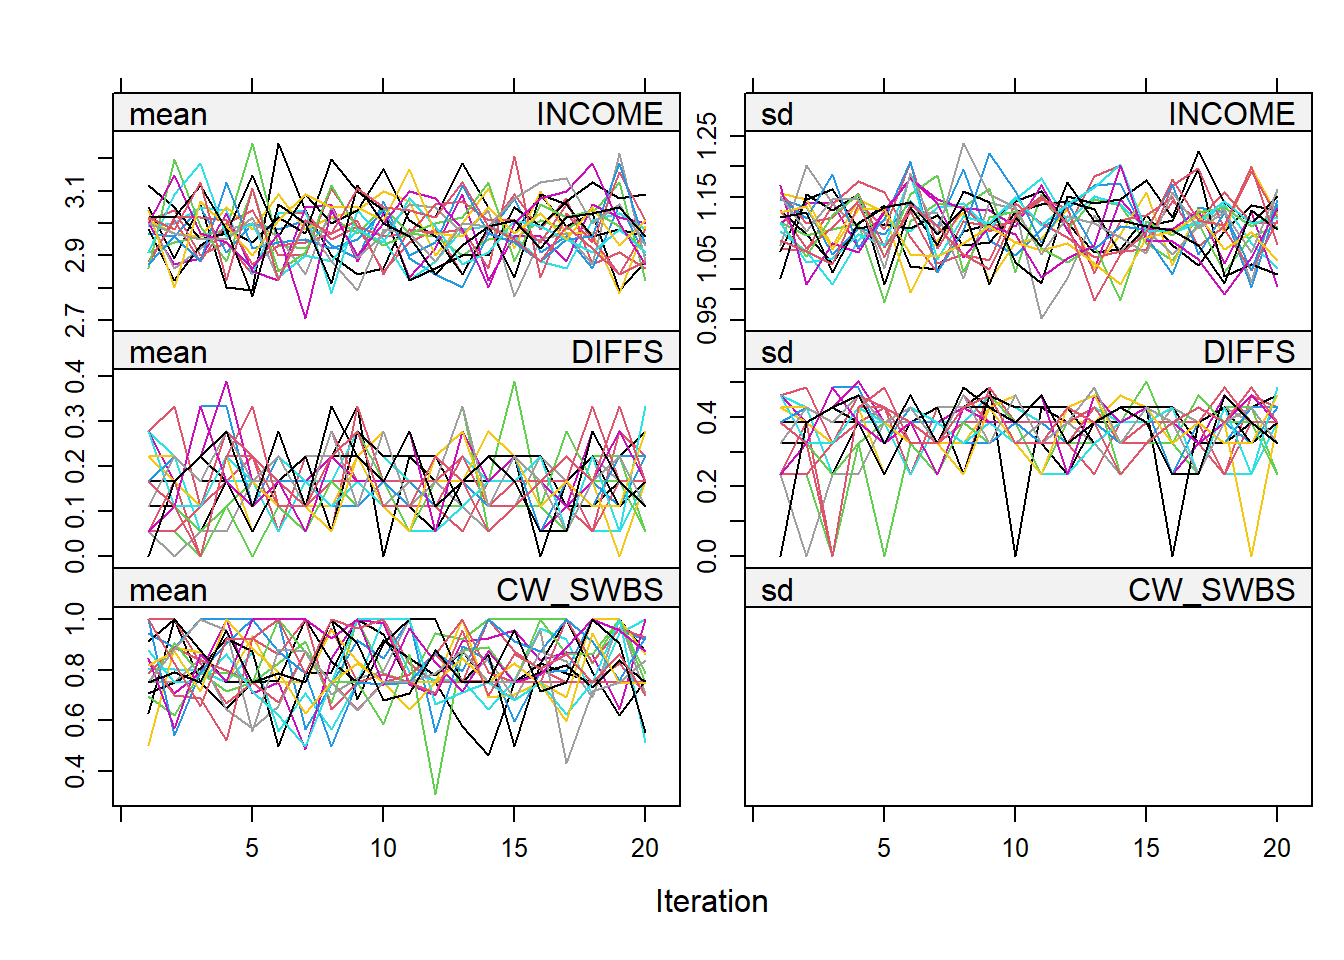 mean INCOME
sd INCOME
2.7 2.9 3.1
0.95 1.05 1.15 1.25
mean DIFFS
sd DIFFS
0.0 0.1 0.2 0.3 0.4
0.0 0.2 0.4
mean CW_SWBS
sd CW_SWBS
0.4 0.6 0.8 1.0
5 10 15 20
5 10 15 20
Iteration